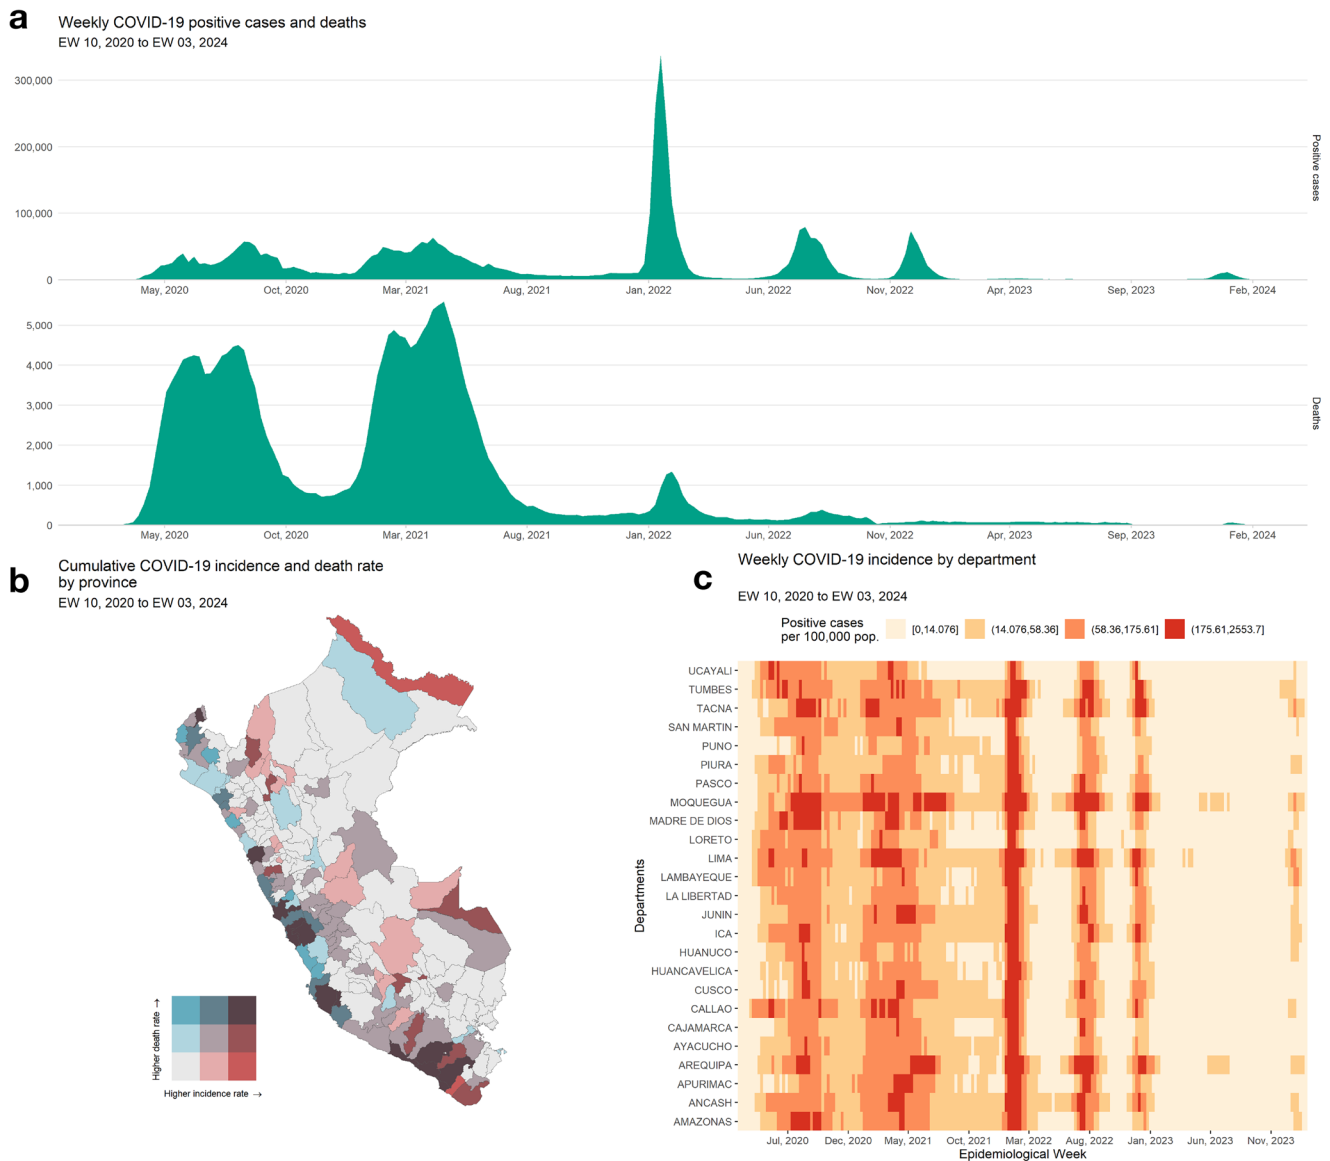 a
Weekly COVID-19 positive cases and deaths
EW 10, 2020 to EW 03, 2024
300,000
200,000
100,000
0
Positive cases
May, 2020 Oct, 2020 Mar, 2021 Aug, 2021 Jan, 2022 Jun, 2022 Nov, 2022 Apr, 2023 Sep, 2023 Feb, 2024
5,000
4,000
3,000
2,000
1,000
0
Deaths
May, 2020 Oct, 2020 Mar, 2021 Aug, 2021 Jan, 2022 Jun, 2022 Nov, 2022 Apr, 2023 Sep, 2023 Feb, 2024
b
Cumulative COVID-19 incidence and death rate
by province
EW 10, 2020 to EW 03, 2024
Higher death rate →
Higher incidence rate →
c
Weekly COVID-19 incidence by department
EW 10, 2020 to EW 03, 2024
Positive cases
per 100,000 pop.
[0,14.076] (14.076,58.36] (58.36,175.61] (175.61,2553.7]
Departments
UCAYALI
TUMBES
TACNA
SAN MARTIN
PUNO
PIURA
PASCO
MOQUEGUA
MADRE DE DIOS
LORETO
LIMA
LAMBAYEQUE
LA LIBERTAD
JUNIN
ICA
HUANUCO
HUANCAVELICA
CUSCO
CALLAO
CAJAMARCA
AYACUCHO
AREQUIPA
APURIMAC
ANCASH
AMAZONAS
Jul, 2020 Dec, 2020 May, 2021 Oct, 2021 Mar, 2022 Aug, 2022 Jan, 2023 Jun, 2023 Nov, 2023
Epidemiological Week